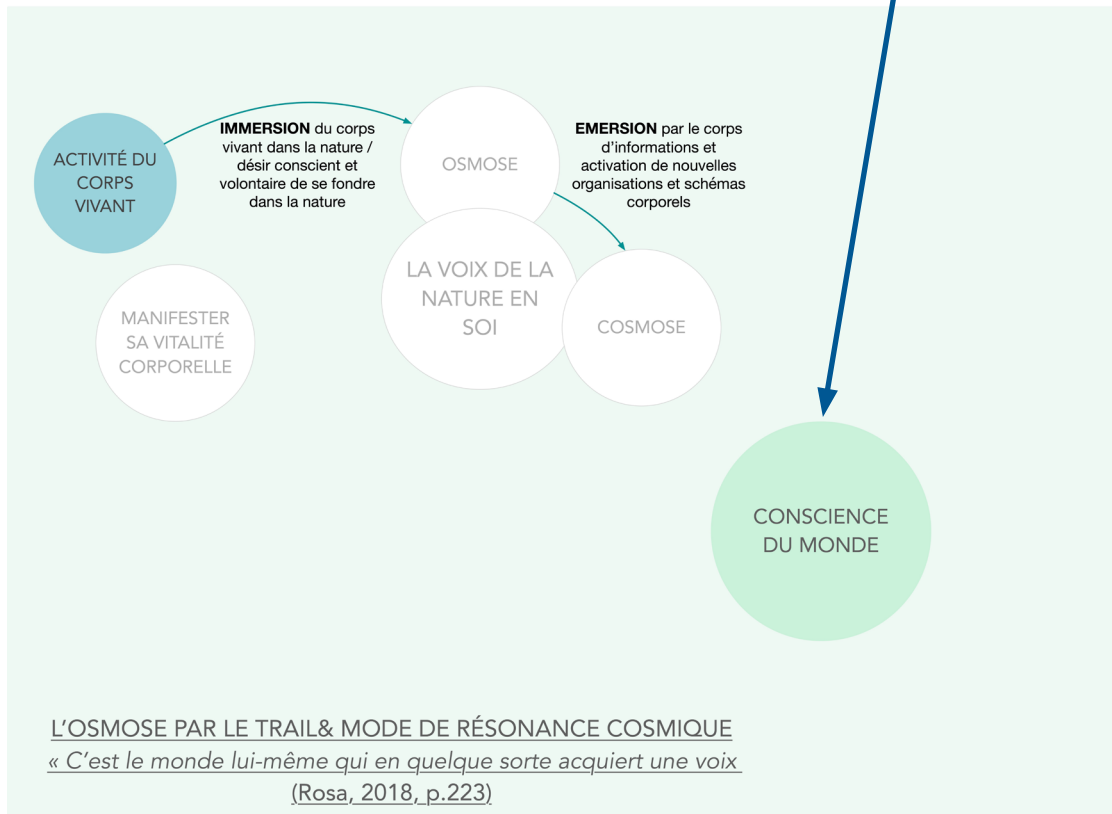 ACTIVITÉ DU
CORPS
VIVANT
IMMERSION du corps
vivant dans la nature /
désir conscient et
volontaire de se fondre
dans la nature
OSMOSE
EMERSION par le corps
d'informations et
activation de nouvelles
organisations et schémas
corporels
LA VOIX DE LA
NATURE EN
SOI
COSMOSE
MANIFESTER
SA VITALITÉ
CORPORELLE
CONSCIENCE
DU MONDE
L'OSMOSE PAR LE TRAIL& MODE DE RÉSONANCE COSMIQUE
« C'est le monde lui-même qui en quelque sorte acquiert une voix
(Rosa, 2018, p.223)